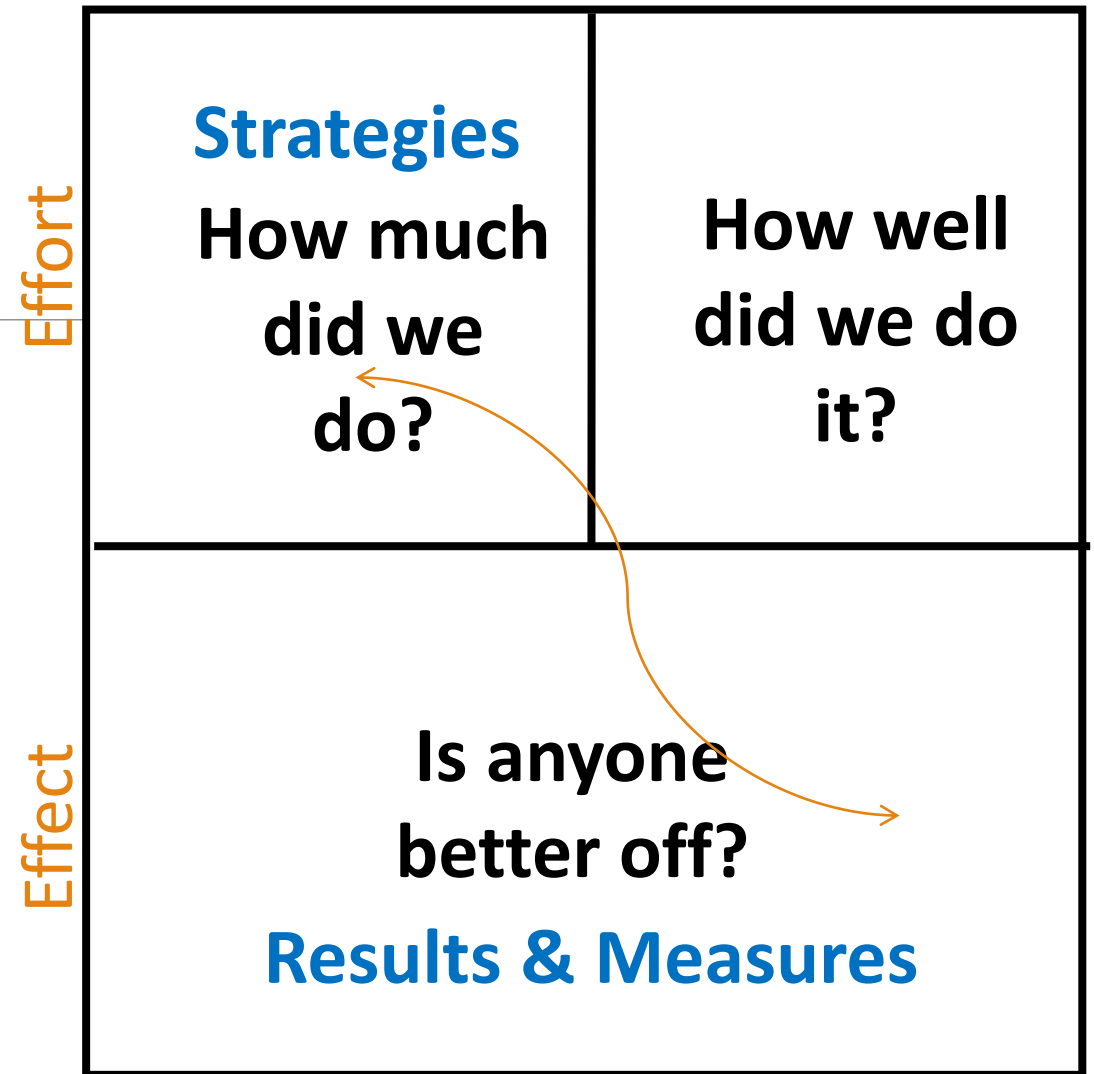 Effort
Strategies
How much
did we
do?
How well
did we do
it?
Effect
Is anyone
better off?
Results & Measures